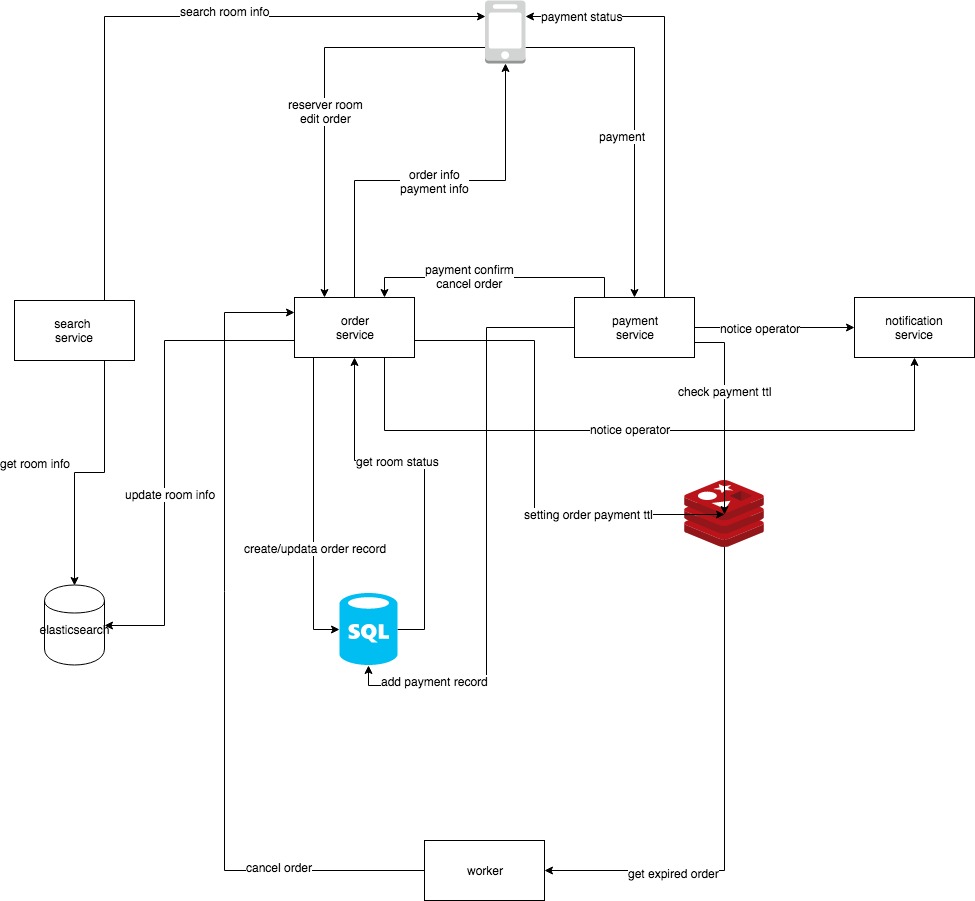 search room info
payment status
reserver room
edit order
payment
order info
payment info
payment confirm
cancel order
search
service
order
service
payment
service
notification
service
notice operator
check payment ttl
notice operator
get room info
get room status
update room info
setting order payment ttl
create/updata order record
elasticsearch
SQL
add payment record
cancel order
worker
get expired order